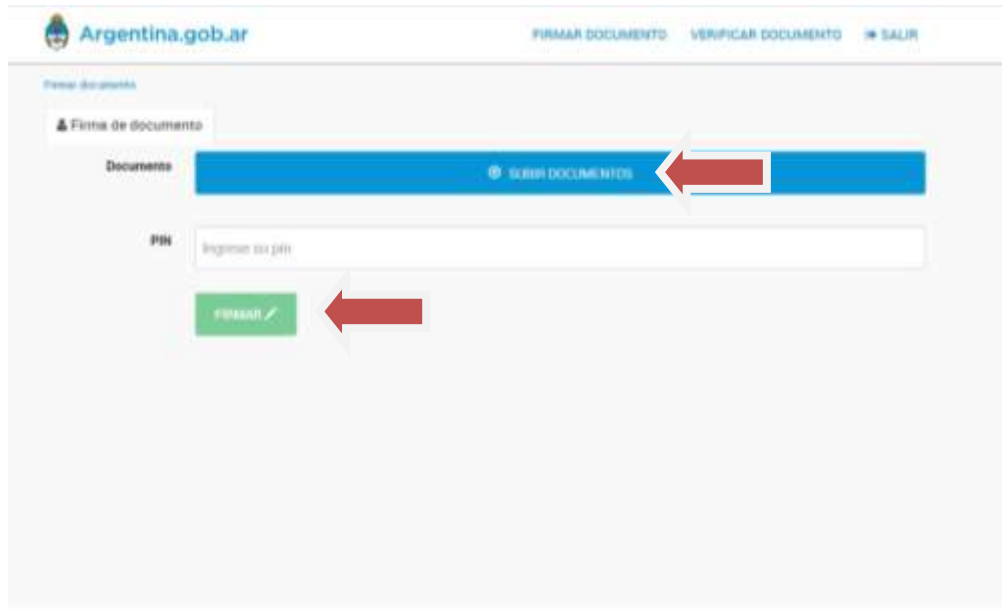 Argentina.gob.ar
FIRMAR DOCUMENTO VERIFICAR DOCUMENTO SALIR
Firmar documento
Firma de documento
Documento
SUBIR DOCUMENTOS
PIN
Ingrese su pin
FIRMAR